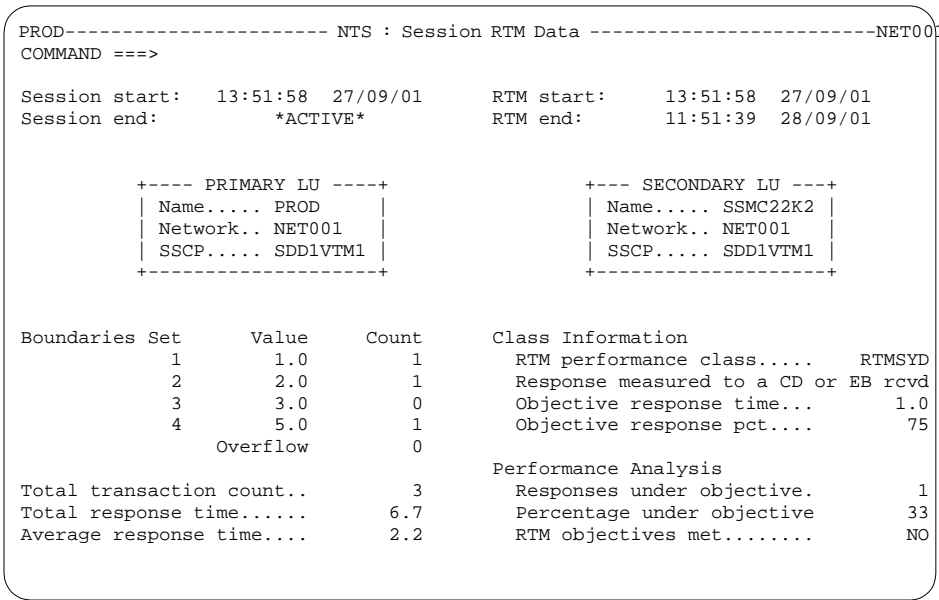 PROD----------------------- NTS : Session RTM Data -------------------------NET001
COMMAND ===>
Session start:   13:51:58  27/09/01      RTM start:     13:51:58  27/09/01
Session end:          *ACTIVE*           RTM end:       11:51:39  28/09/01
+---- PRIMARY LU ----+                 +--- SECONDARY LU ---+
| Name..... PROD     |                 | Name..... SSMC22K2 |
| Network.. NET001   |                 | Network.. NET001   |
| SSCP..... SDD1VTM1 |                 | SSCP..... SDD1VTM1 |
+--------------------+                 +--------------------+
Boundaries Set      Value     Count      Class Information
1       1.0         1        RTM performance class.....   RTMSYD
2       2.0         1        Response measured to a CD or EB rcvd
3       3.0         0        Objective response time...      1.0
4       5.0         1        Objective response pct....       75
Overflow         0
Performance Analysis
Total transaction count..         3        Responses under objective.        1
Total response time......       6.7        Percentage under objective       33
Average response time....       2.2        RTM objectives met........       NO